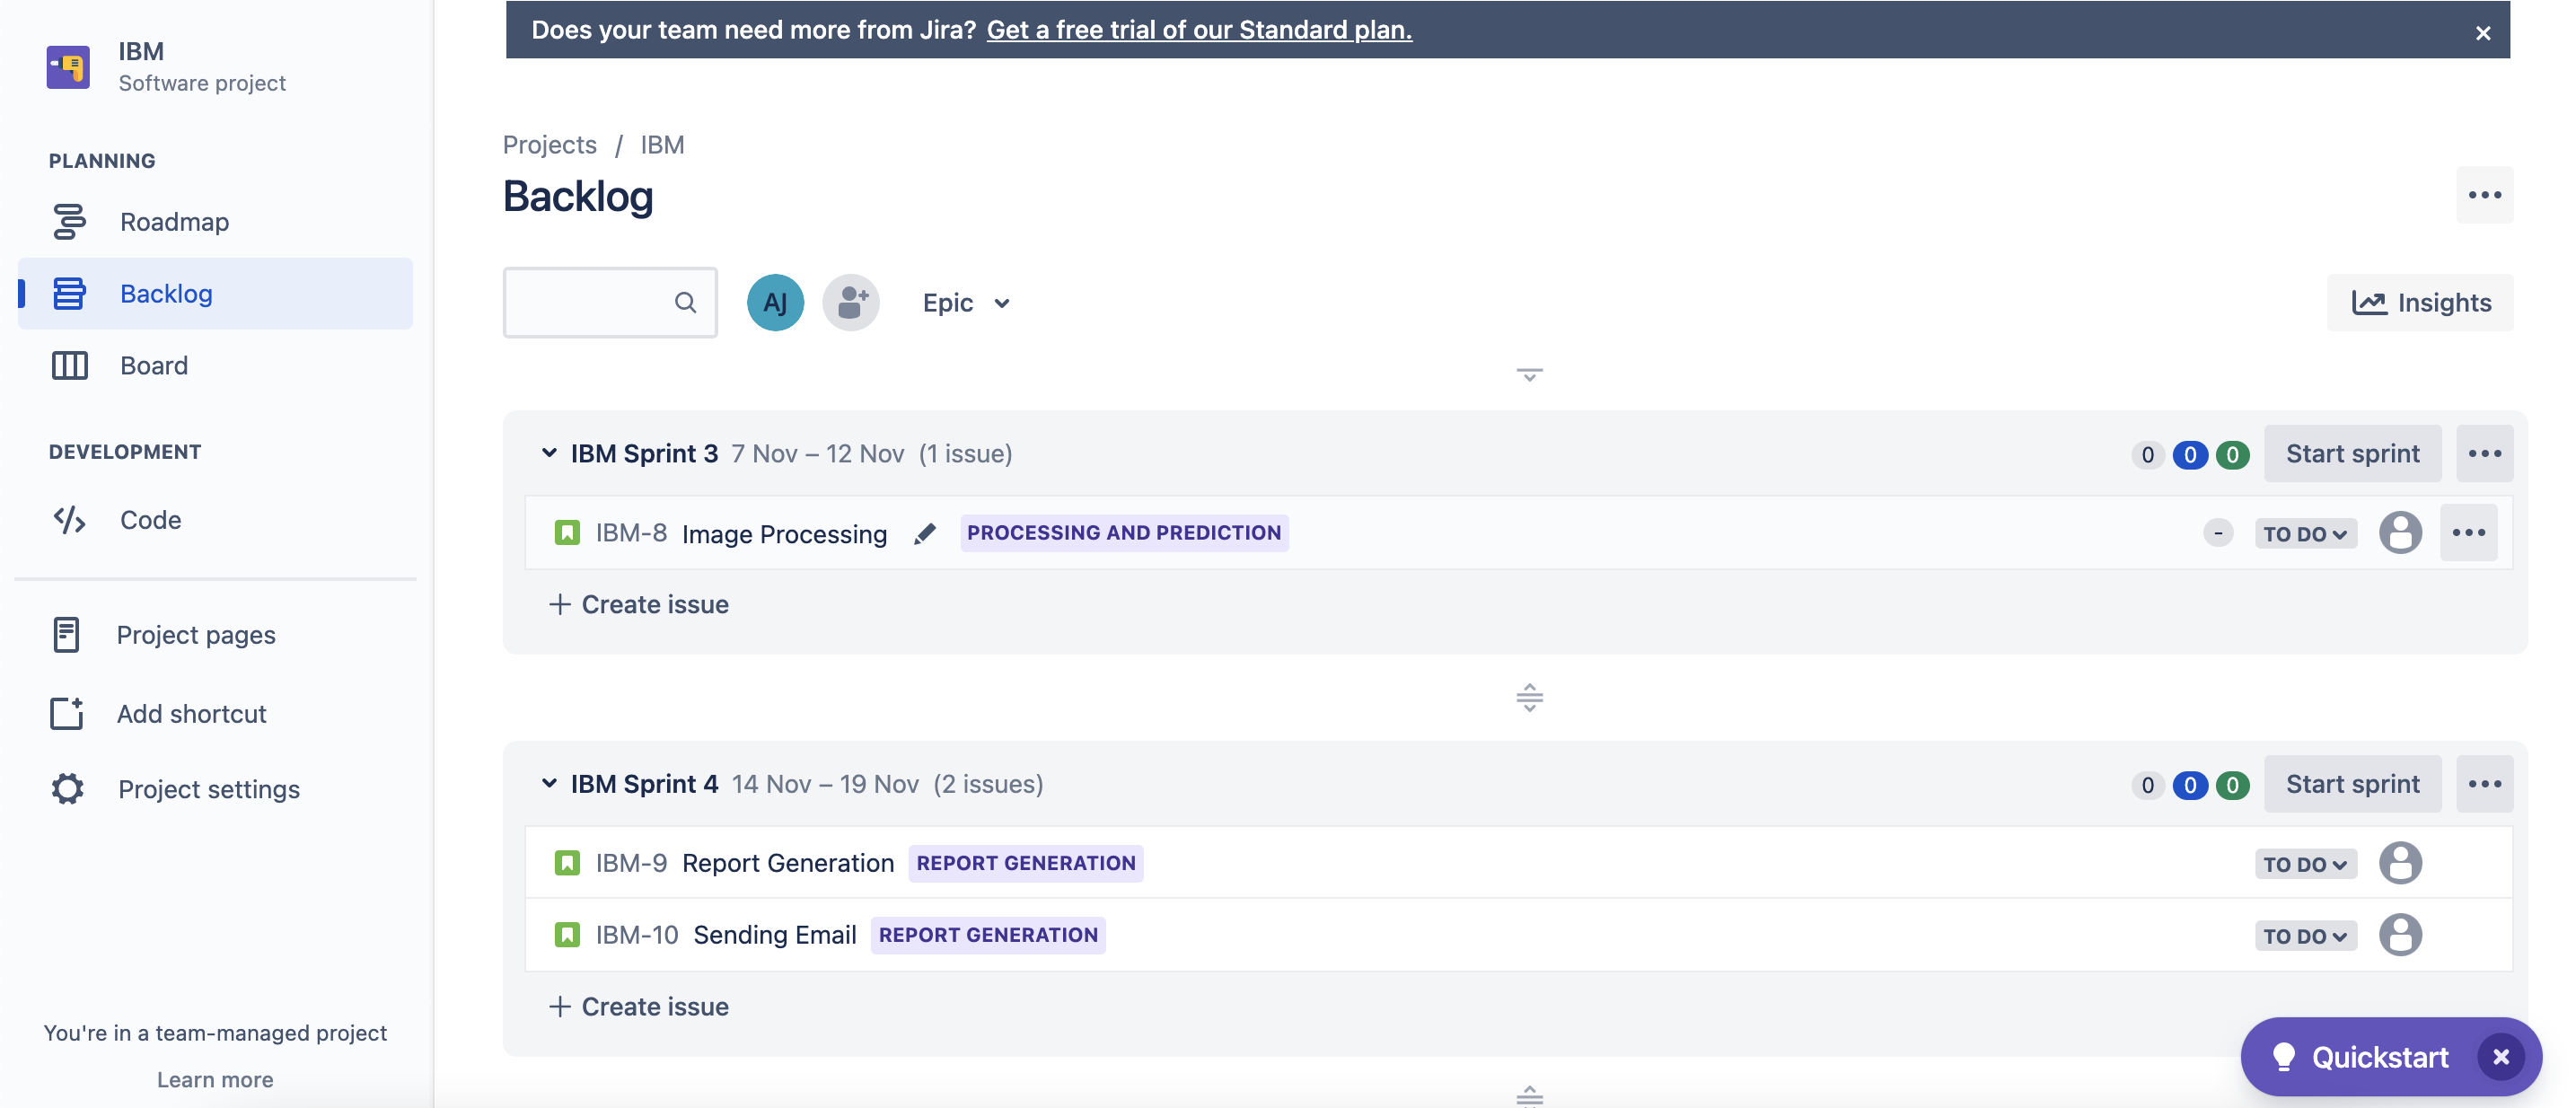 Does your team need more from Jira? Get a free trial of our Standard plan.
IBM
Software project
PLANNING
Roadmap
Backlog
Board
DEVELOPMENT
Code
Project pages
Add shortcut
Project settings
You're in a team-managed project
Learn more
Projects / IBM
Backlog
AJ
Epic
Insights
IBM Sprint 3 7 Nov – 12 Nov (1 issue) 0 0 0 Start sprint
IBM-8 Image Processing PROCESSING AND PREDICTION - TO DO
+ Create issue
IBM Sprint 4 14 Nov – 19 Nov (2 issues) 0 0 0 Start sprint
IBM-9 Report Generation REPORT GENERATION TO DO
IBM-10 Sending Email REPORT GENERATION TO DO
+ Create issue
Quickstart